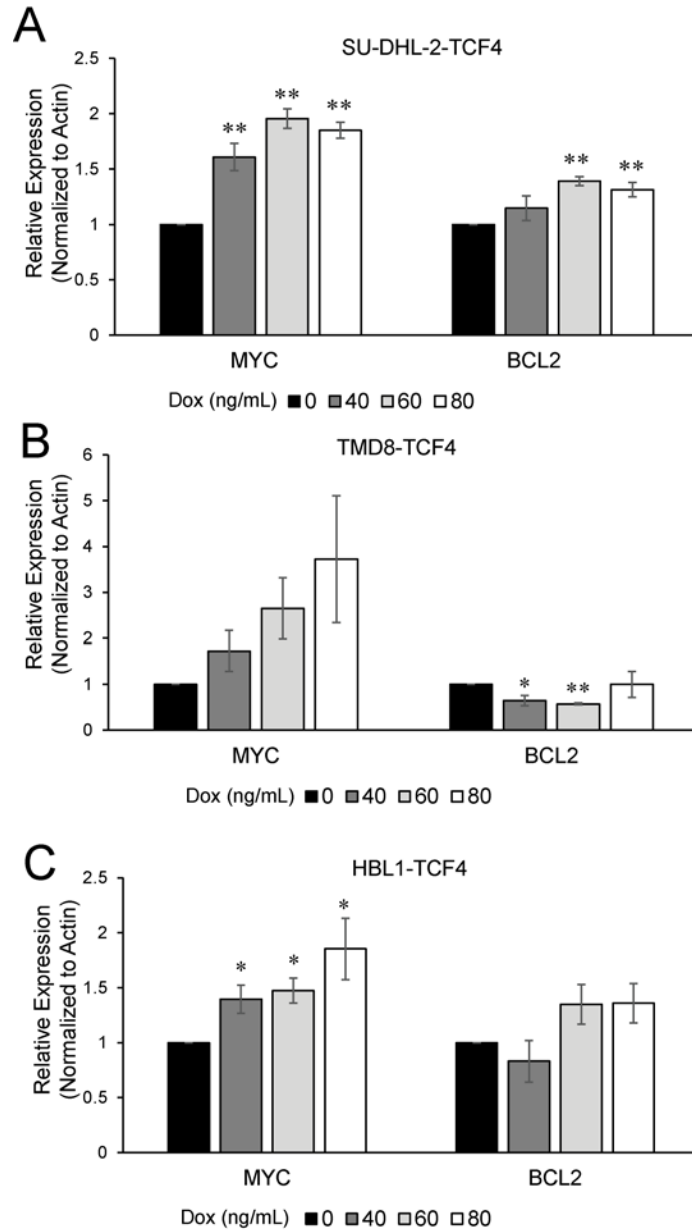 A
SU-DHL-2-TCF4
Relative Expression
(Normalized to Actin)
2.5
2
1.5
1
0.5
0
** ** **
** **
MYC BCL2
Dox (ng/mL) 0 40 60 80
B
TMD8-TCF4
Relative Expression
(Normalized to Actin)
6
5
4
3
2
1
0
* **
MYC BCL2
Dox (ng/mL) 0 40 60 80
C
HBL1-TCF4
Relative Expression
(Normalized to Actin)
2.5
2
1.5
1
0.5
0
* * *
MYC BCL2
Dox (ng/mL) 0 40 60 80